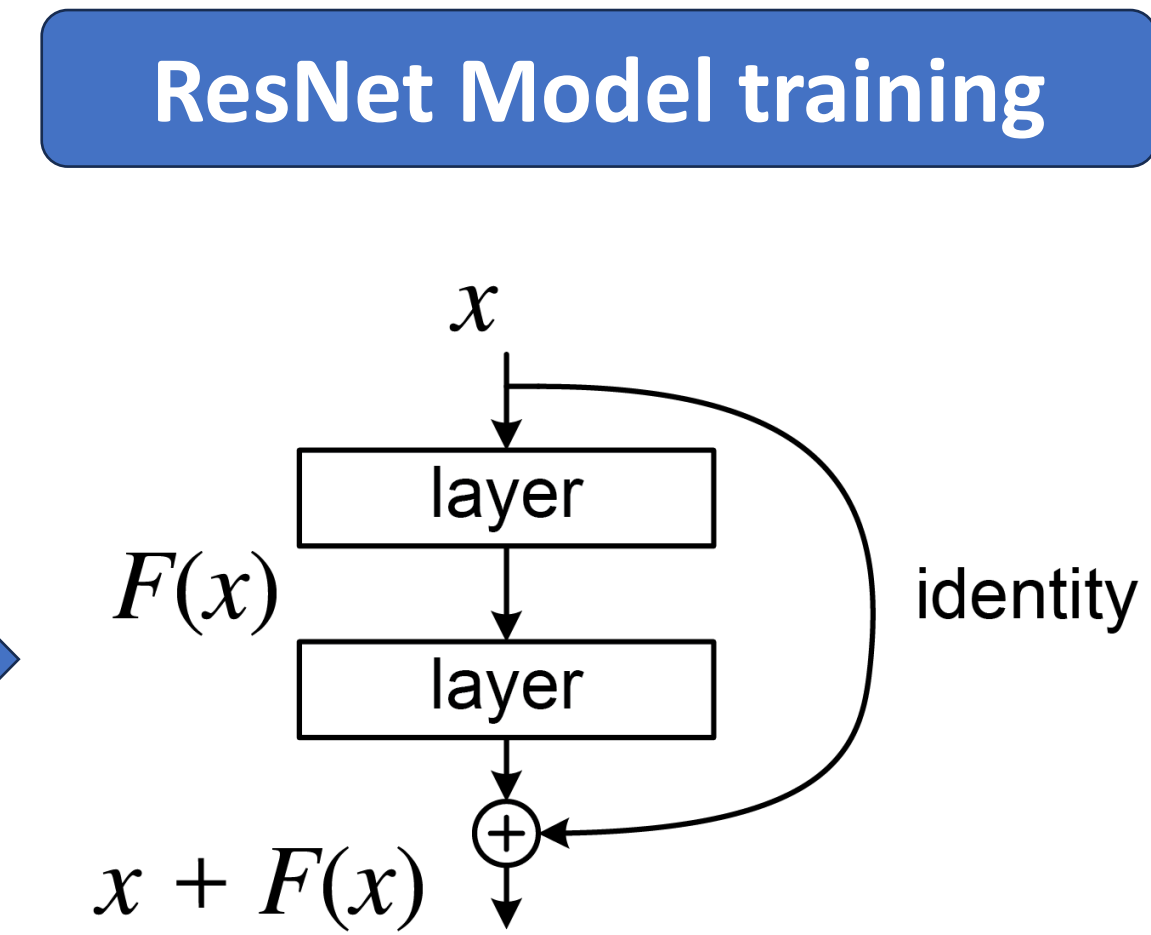 ResNet Model training
x
layer
F(x)
identity
layer
+
x + F(x)